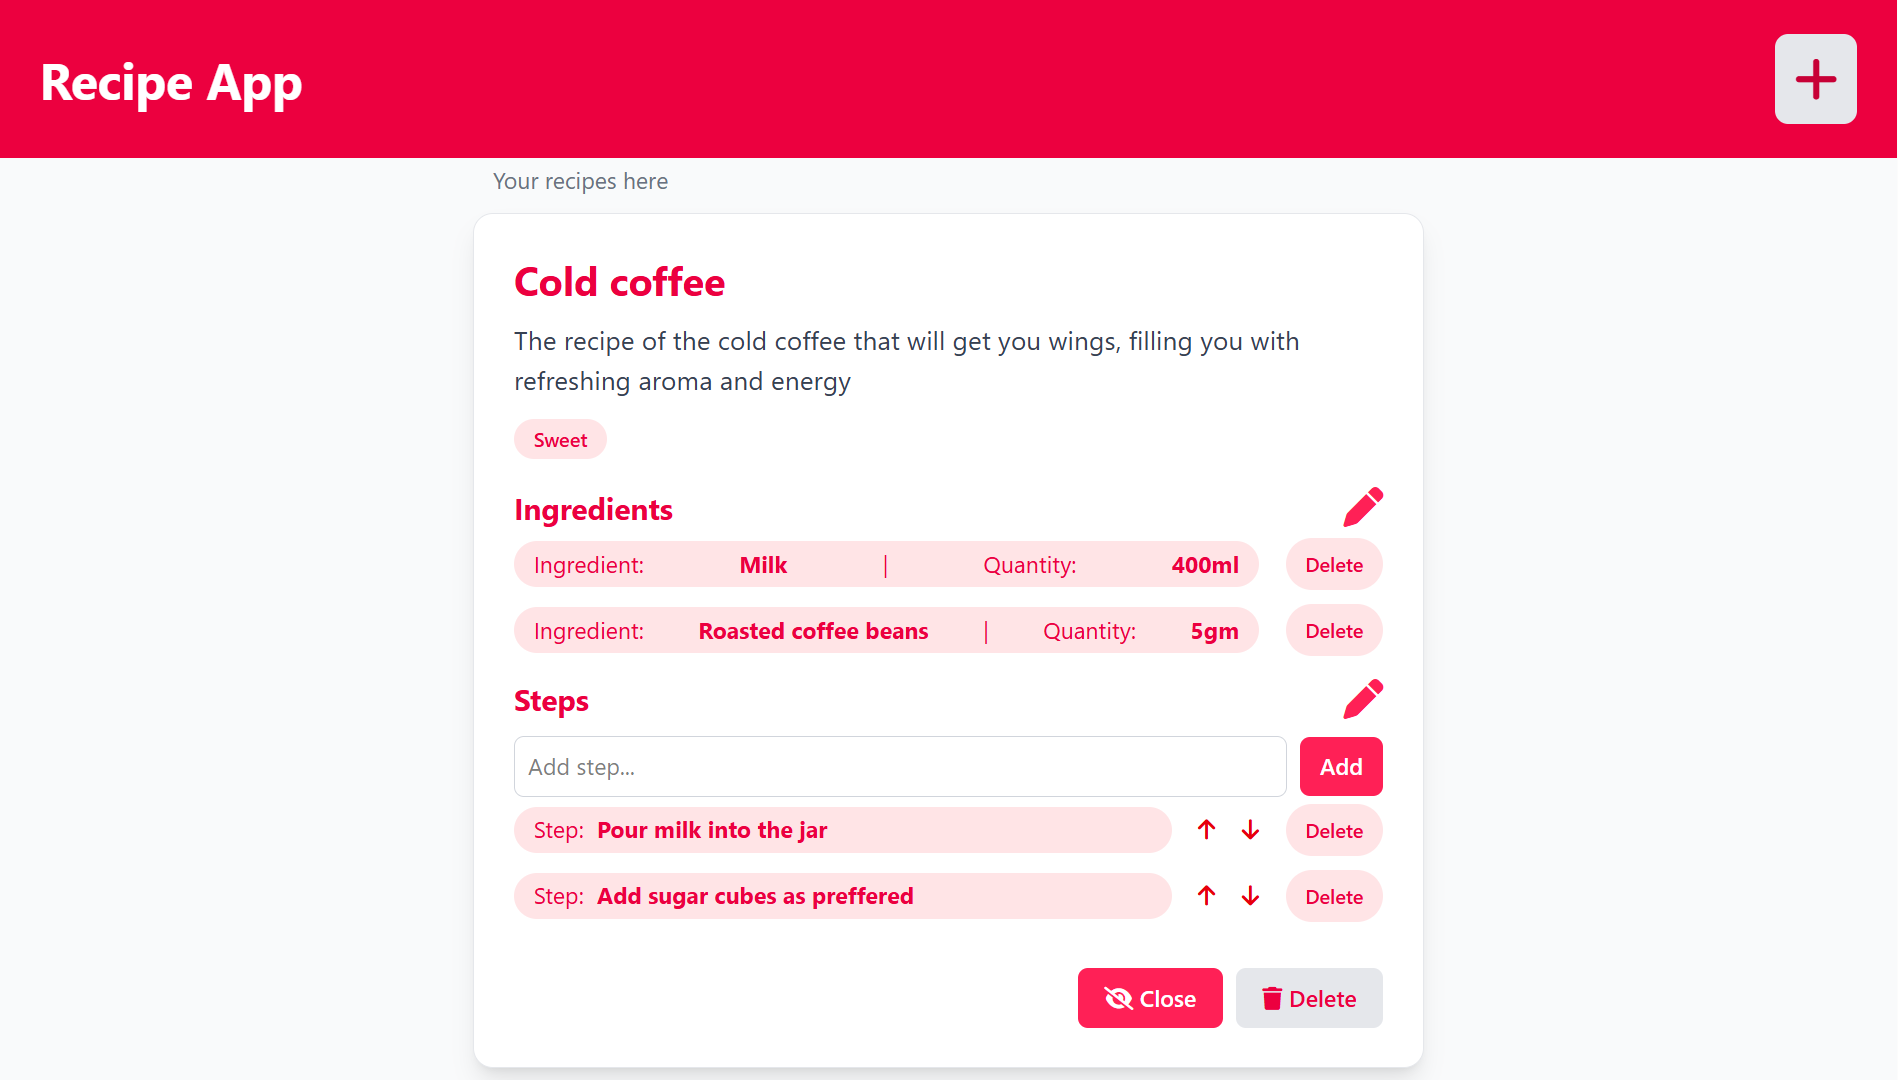 Recipe App
Your recipes here
Cold coffee
The recipe of the cold coffee that will get you wings, filling you with
refreshing aroma and energy
Sweet
Ingredients
Ingredient: Milk | Quantity: 400ml Delete
Ingredient: Roasted coffee beans | Quantity: 5gm Delete
Steps
Add step... Add
Step: Pour milk into the jar Delete
Step: Add sugar cubes as preffered Delete
Close Delete